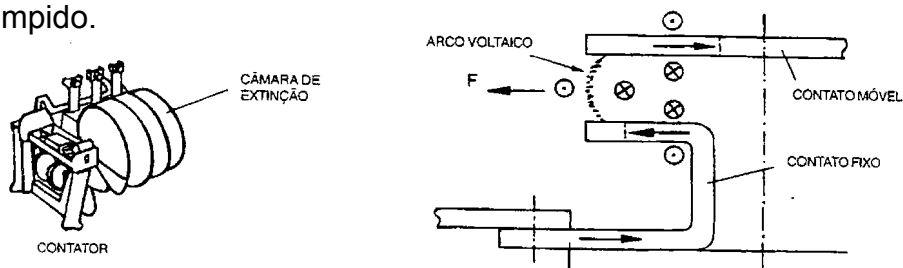 mpido.
CÂMARA DE
EXTINÇÃO
CONTATOR
ARCO VOLTAICO
F
CONTATO MÓVEL
CONTATO FIXO